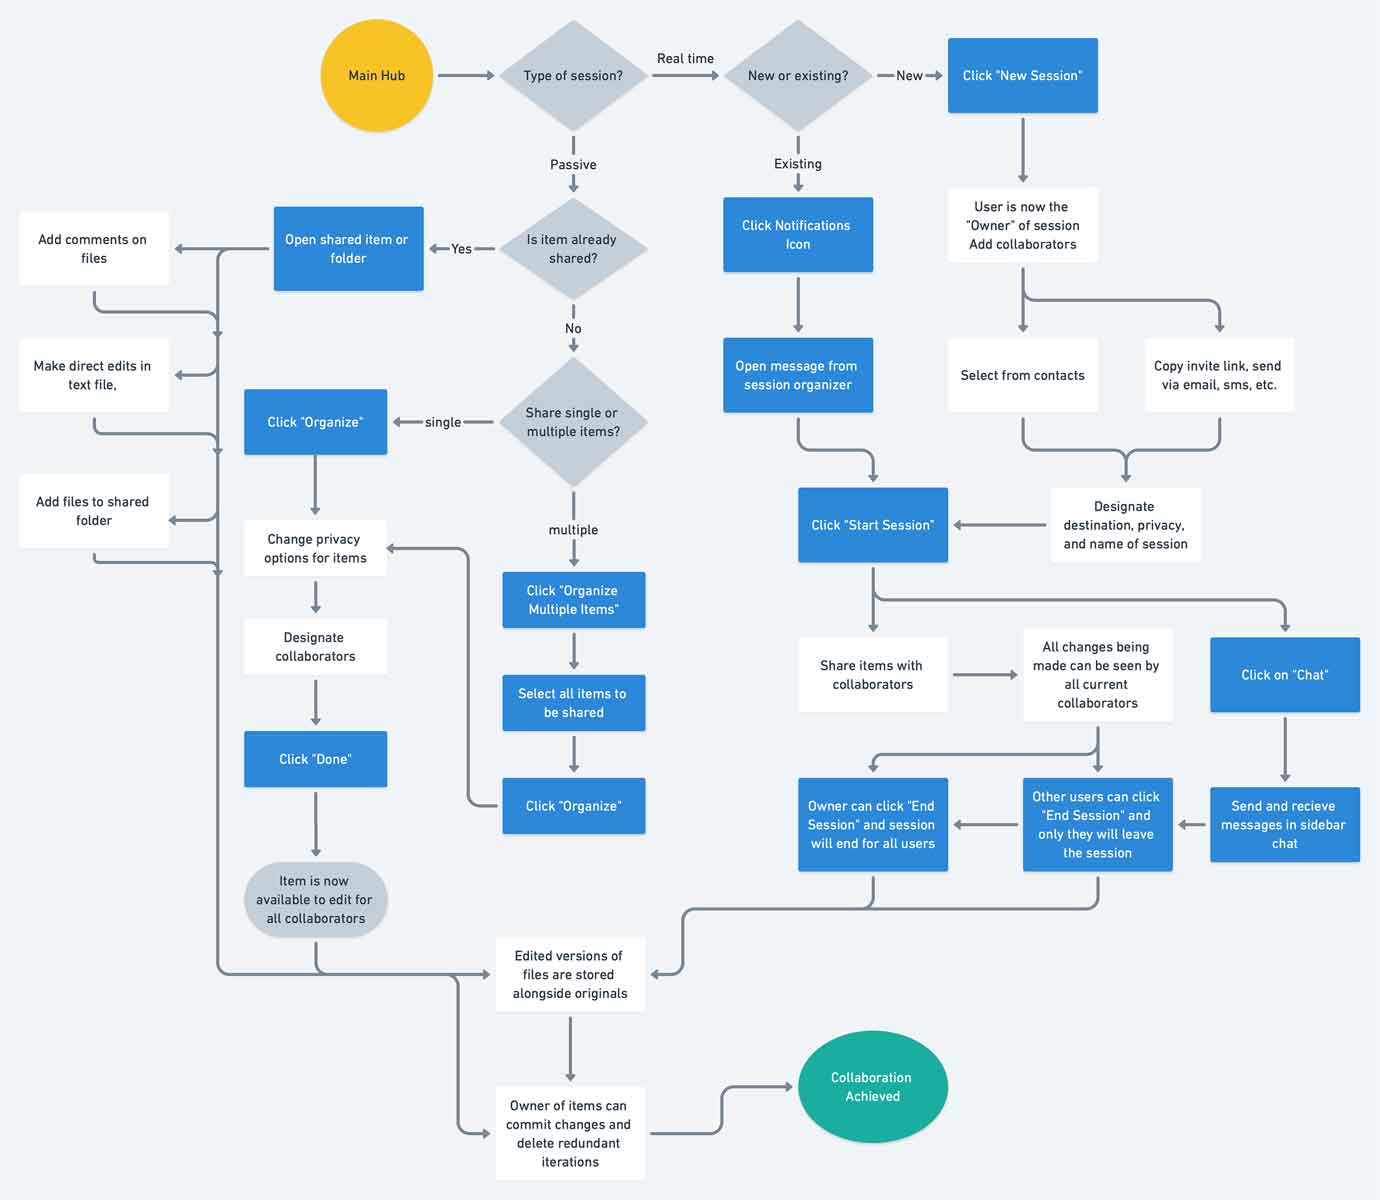 Main Hub
Type of session?
Real time
New or existing?
New
Click "New Session"
Passive
Existing
User is now the
"Owner" of session
Add collaborators
Add comments on
files
Open shared item or
folder
Yes
Is item already
shared?
Click Notifications
Icon
No
Make direct edits in
text file,
Open message from
session organizer
Select from contacts
Copy invite link, send
via email, sms, etc.
Click "Organize"
single
Share single or
multiple items?
Add files to shared
folder
multiple
Change privacy
options for items
Click "Start Session"
Designate
destination, privacy,
and name of session
Click "Organize
Multiple Items"
Designate
collaborators
Share items with
collaborators
All changes being
made can be seen by
all current
collaborators
Click on "Chat"
Select all items to
be shared
Click "Done"
Click "Organize"
Owner can click "End
Session" and session
will end for all users
Other users can click
"End Session" and
only they will leave
the session
Send and recieve
messages in sidebar
chat
Item is now
available to edit for
all collaborators
Edited versions of
files are stored
alongside originals
Collaboration
Achieved
Owner of items can
commit changes and
delete redundant
iterations